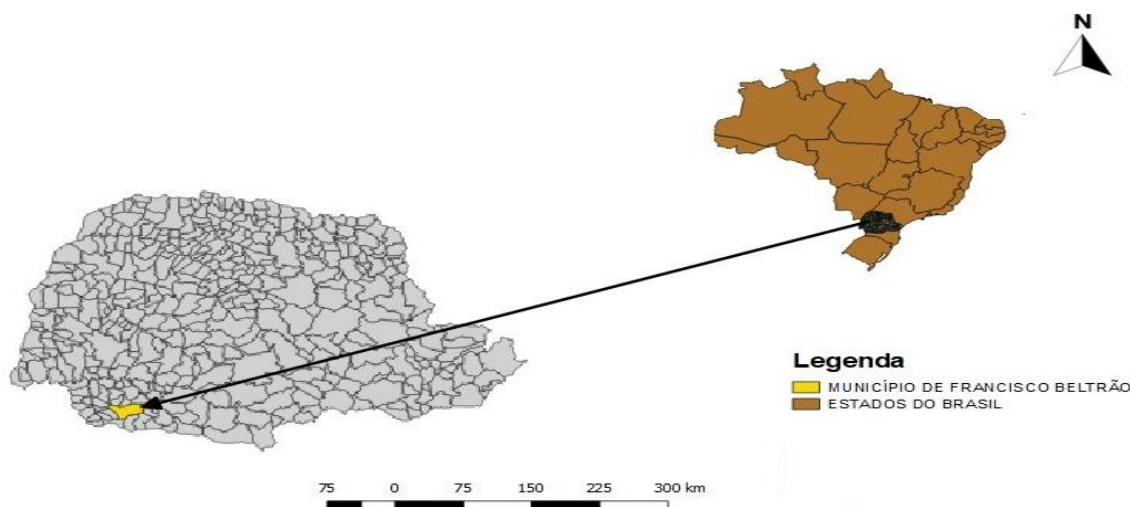 N
Legenda
MUNICÍPIO DE FRANCISCO BELTRÃO
ESTADOS DO BRASIL
75 0 75 150 225 300 km